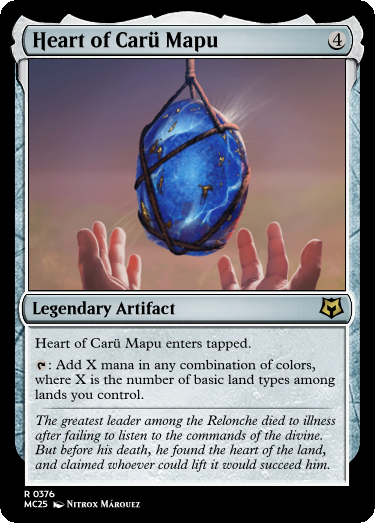 Heart of Carü Mapu 4
Legendary Artifact
Heart of Carü Mapu enters tapped.
: Add X mana in any combination of colors,
where X is the number of basic land types among
lands you control.
The greatest leader among the Relonche died to illness
after failing to listen to the commands of the divine.
But before his death, he found the heart of the land,
and claimed whoever could lift it would succeed him.
R 0376
MC25 Nitrox Márquez